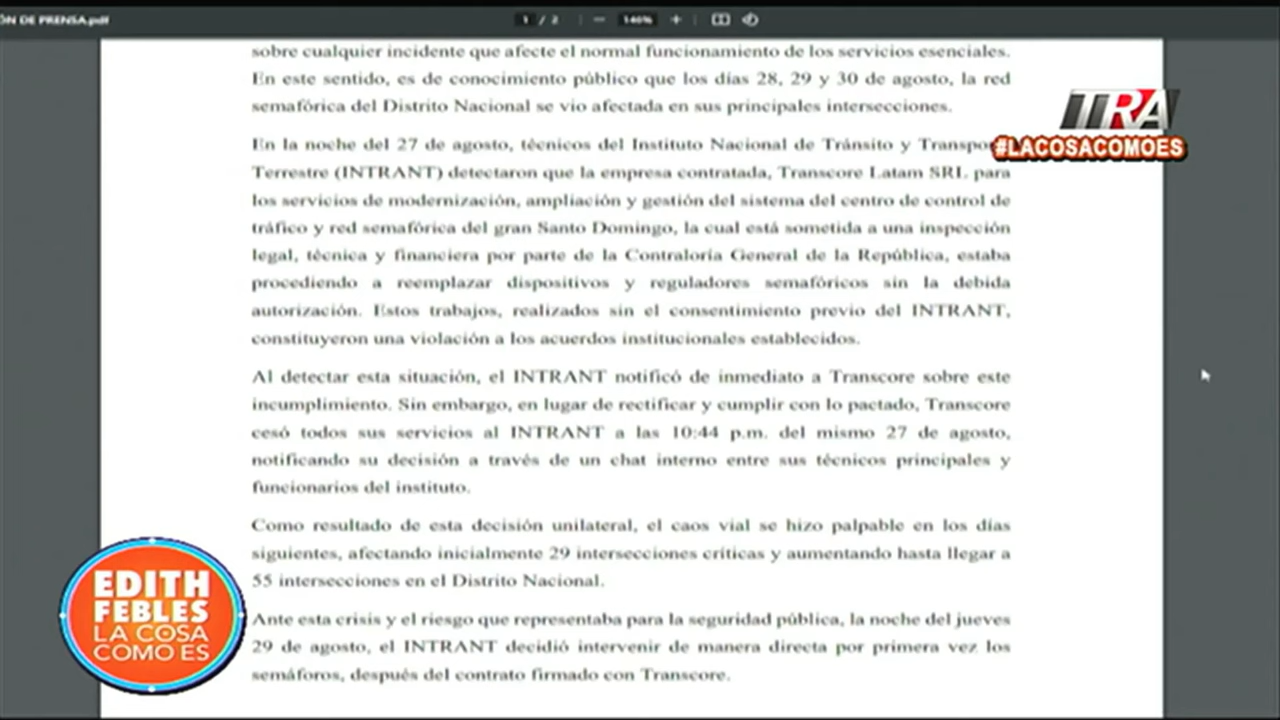 ÓN DE PRENSA.pdf
1 / 2
140%
sobre cualquier incidente que afecte el normal funcionamiento de los servicios esenciales.
En este sentido, es de conocimiento público que los días 28, 29 y 30 de agosto, la red
semafórica del Distrito Nacional se vio afectada en sus principales intersecciones.
TRA
#LACOSACOMOES
En la noche del 27 de agosto, técnicos del Instituto Nacional de Tránsito y Transpor
Terrestre (INTRANT) detectaron que la empresa contratada, Transcore Latam SRL para
los servicios de modernización, ampliación y gestión del sistema del centro de control de
tráfico y red semafórica del gran Santo Domingo, la cual está sometida a una inspección
legal, técnica y financiera por parte de la Contraloría General de la República, estaba
procediendo a reemplazar dispositivos y reguladores semafóricos sin la debida
autorización. Estos trabajos, realizados sin el consentimiento previo del INTRANT,
constituyeron una violación a los acuerdos institucionales establecidos.
Al detectar esta situación, el INTRANT notificó de inmediato a Transcore sobre este
incumplimiento. Sin embargo, en lugar de rectificar y cumplir con lo pactado, Transcore
cesó todos sus servicios al INTRANT a las 10:44 p.m. del mismo 27 de agosto,
notificando su decisión a través de un chat interno entre sus técnicos principales y
funcionarios del instituto.
Como resultado de esta decisión unilateral, el caos vial se hizo palpable en los días
siguientes, afectando inicialmente 29 intersecciones críticas y aumentando hasta llegar a
55 intersecciones en el Distrito Nacional.
Ante esta crisis y el riesgo que representaba para la seguridad pública, la noche del jueves
29 de agosto, el INTRANT decidió intervenir de manera directa por primera vez los
semáforos, después del contrato firmado con Transcore.
EDITH
FEBLES
LA COSA
COMO ES